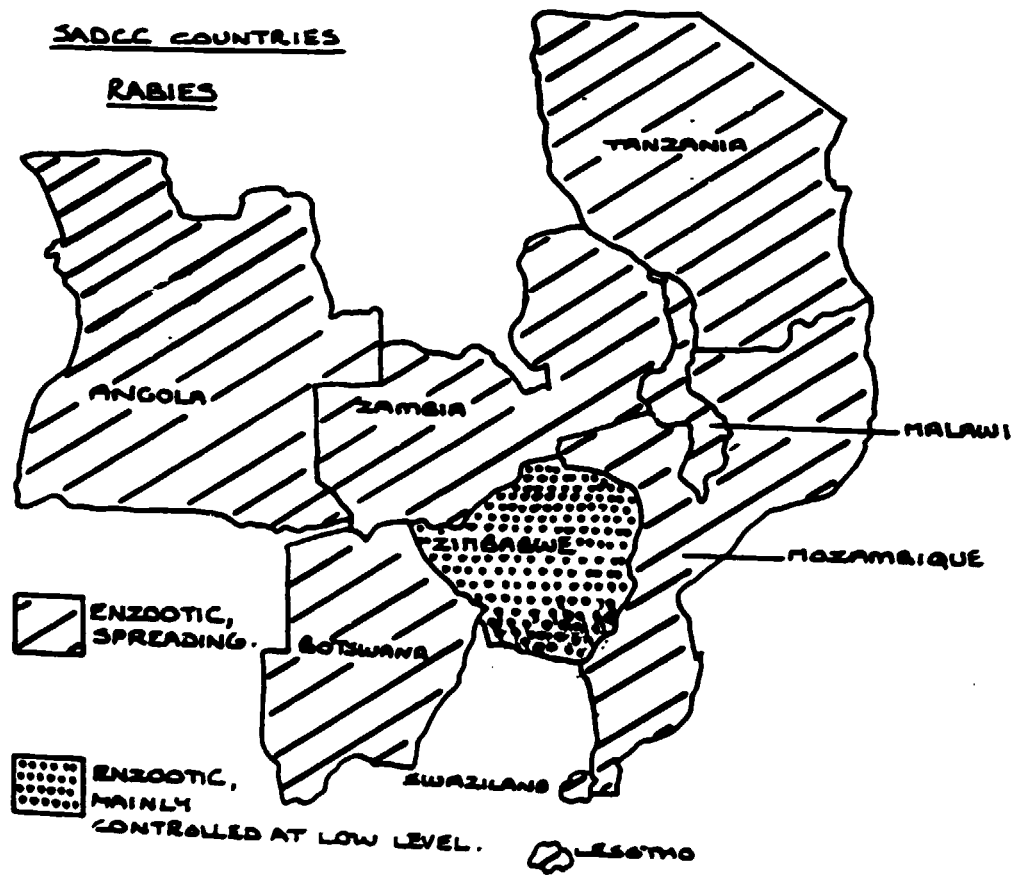 SADCC COUNTRIES
RABIES
TANZANIA
ANGOLA
ZAMBIA
MALAWI
ZIMBABWE
MOZAMBIQUE
ENZOOTIC,
SPREADING.
BOTSWANA
SWAZILAND
ENZOOTIC,
MAINLY
CONTROLLED AT LOW LEVEL.
LESOTHO